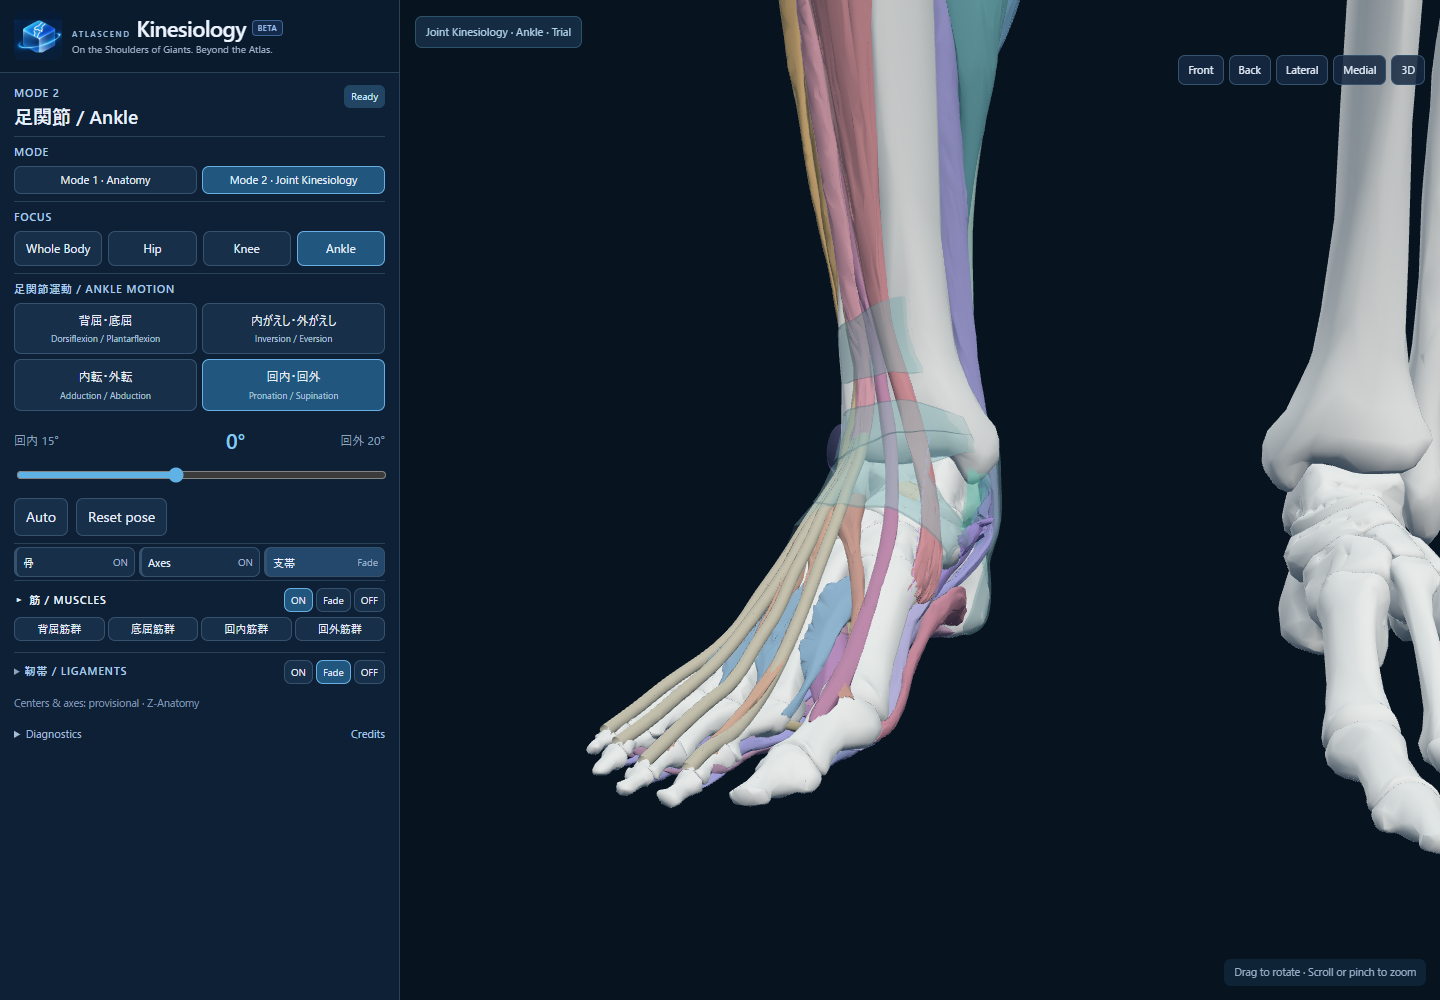 ATLASCEND Kinesiology BETA
On the Shoulders of Giants. Beyond the Atlas.
MODE 2
Ready
足関節 / Ankle
MODE
Mode 1 · Anatomy
Mode 2 · Joint Kinesiology
FOCUS
Whole Body
Hip
Knee
Ankle
足関節運動 / ANKLE MOTION
背屈・底屈
Dorsiflexion / Plantarflexion
内がえし・外がえし
Inversion / Eversion
内転・外転
Adduction / Abduction
回内・回外
Pronation / Supination
回内 15°
0°
回外 20°
Auto
Reset pose
骨 ON
Axes ON
支帯 Fade
▸ 筋 / MUSCLES
ON
Fade
OFF
背屈筋群
底屈筋群
回内筋群
回外筋群
▶ 靭帯 / LIGAMENTS
ON
Fade
OFF
Centers & axes: provisional · Z-Anatomy
▶ Diagnostics
Credits
Joint Kinesiology · Ankle · Trial
Front
Back
Lateral
Medial
3D
Drag to rotate · Scroll or pinch to zoom